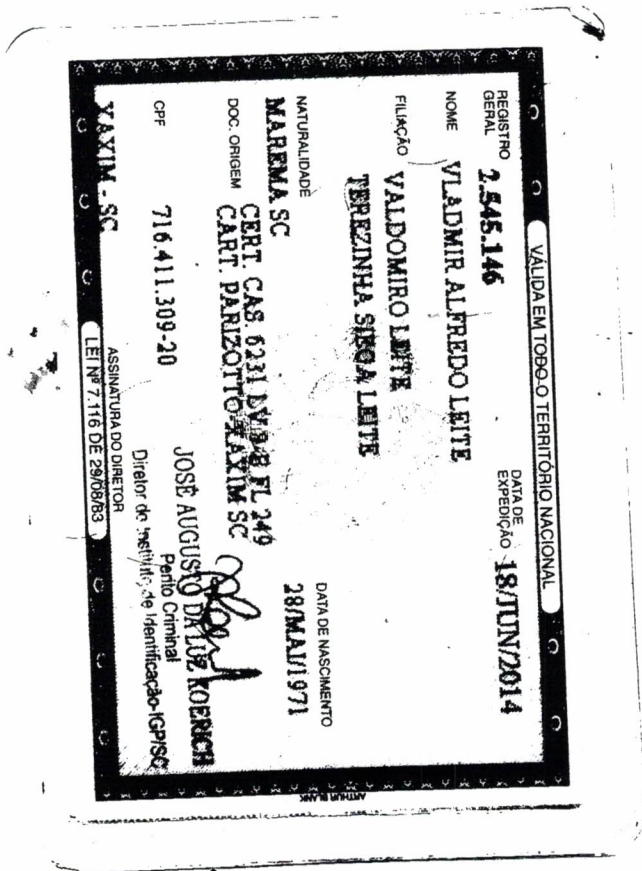 VÁLIDA EM TODO O TERRITÓRIO NACIONAL
REGISTRO GERAL 2.545.146 DATA DE EXPEDIÇÃO 18/JUN/2014
NOME VLADMIR ALFREDO LEITE
FILIAÇÃO VALDOMIRO LEITE
TEREZINHA SIEGA LEITE
NATURALIDADE DATA DE NASCIMENTO
MAREMA SC 28/MAI/1971
DOC. ORIGEM CERT. CAS. 6231 FL 249
CART. PARIZOTTO-XAXIM SC
CPF 716.411.309-20
JOSÉ AUGUSTO DA LUZ KOERICH
Perito Criminal
Diretor do Instituto de Identificação-IGP/SC
XAXIM - SC
ASSINATURA DO DIRETOR
LEI Nº 7.116 DE 29/08/83
ARTHUR BLANK